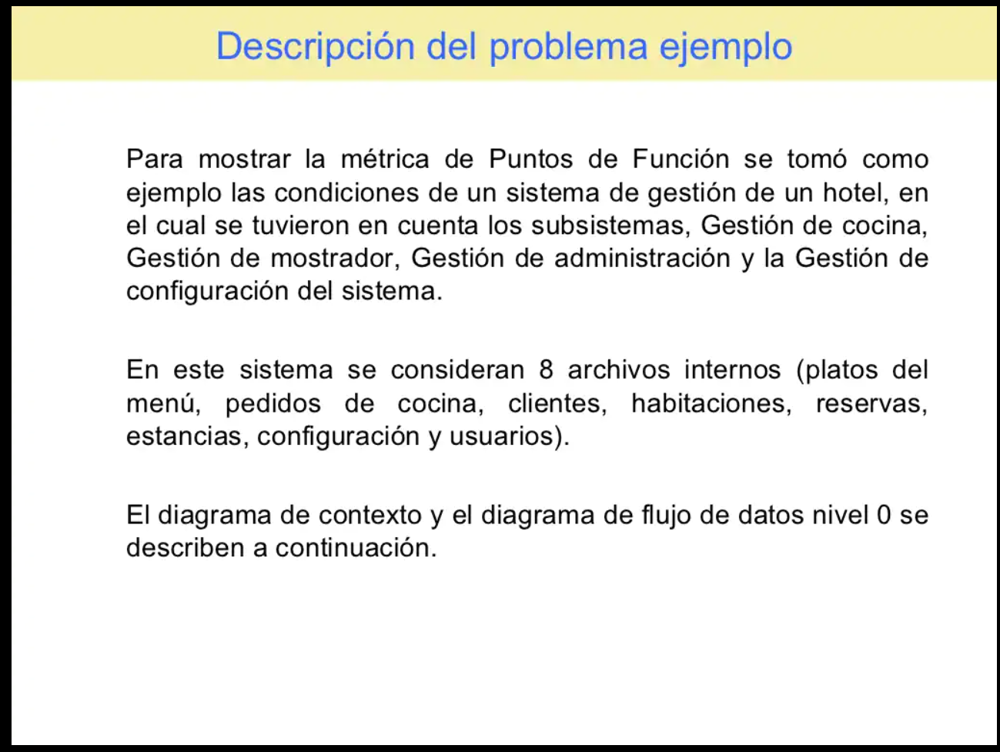 Descripción del problema ejemplo
Para mostrar la métrica de Puntos de Función se tomó como
ejemplo las condiciones de un sistema de gestión de un hotel, en
el cual se tuvieron en cuenta los subsistemas, Gestión de cocina,
Gestión de mostrador, Gestión de administración y la Gestión de
configuración del sistema.
En este sistema se consideran 8 archivos internos (platos del
menú, pedidos de cocina, clientes, habitaciones, reservas,
estancias, configuración y usuarios).
El diagrama de contexto y el diagrama de flujo de datos nivel 0 se
describen a continuación.